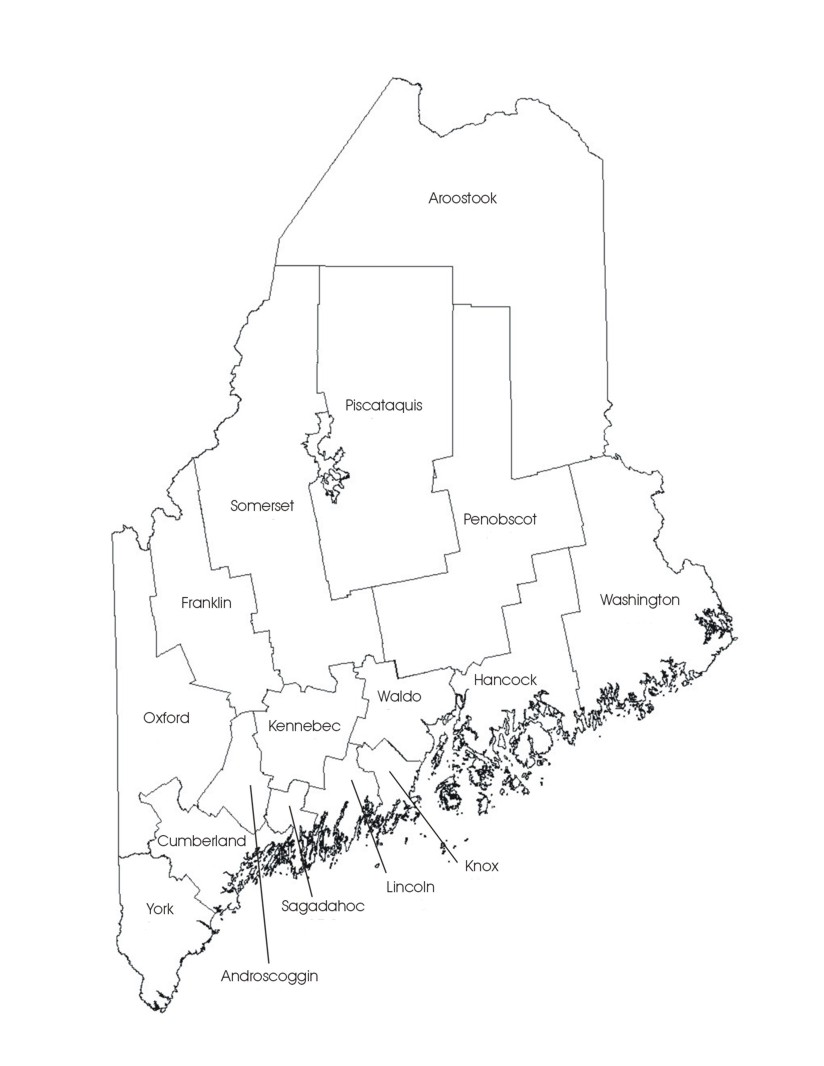 Aroostook
Piscataquis
Somerset
Penobscot
Franklin
Washington
Hancock
Waldo
Oxford
Kennebec
Cumberland
Knox
Lincoln
Sagadahoc
York
Androscoggin